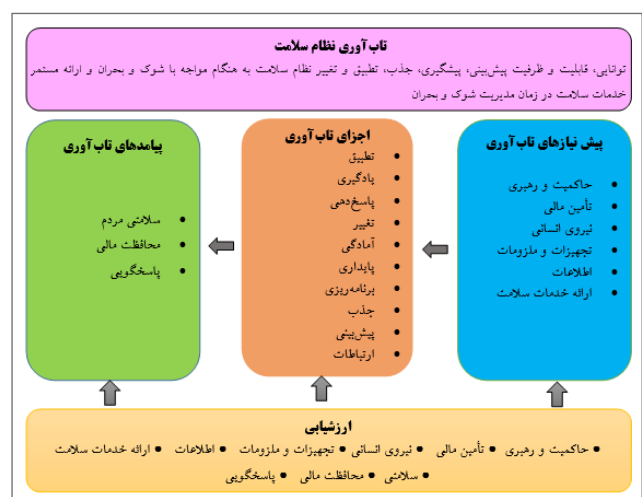 تاب‌آوری نظام سلامت
توانایی، قابلیت و ظرفیت پیش‌بینی، پیشگیری، جذب، تطبیق و تغییر نظام سلامت به هنگام مواجه با شوک و بحران و ارائه مستمر
خدمات سلامت در زمان مدیریت شوک و بحران
پیش نیازهای تاب‌آوری
• حاکمیت و رهبری
• تأمین مالی
• نیروی انسانی
• تجهیزات و ملزومات
• اطلاعات
• ارائه خدمات سلامت
اجزای تاب‌آوری
• تطبیق
• یادگیری
• پاسخ‌دهی
• تغییر
• آمادگی
• پایداری
• برنامه‌ریزی
• جذب
• پیش‌بینی
• ارتباطات
پیامدهای تاب‌آوری
• سلامتی مردم
• محافظت مالی
• پاسخگویی
ارزشیابی
• حاکمیت و رهبری • تأمین مالی • نیروی انسانی • تجهیزات و ملزومات • اطلاعات • ارائه خدمات سلامت
• سلامتی • محافظت مالی • پاسخگویی